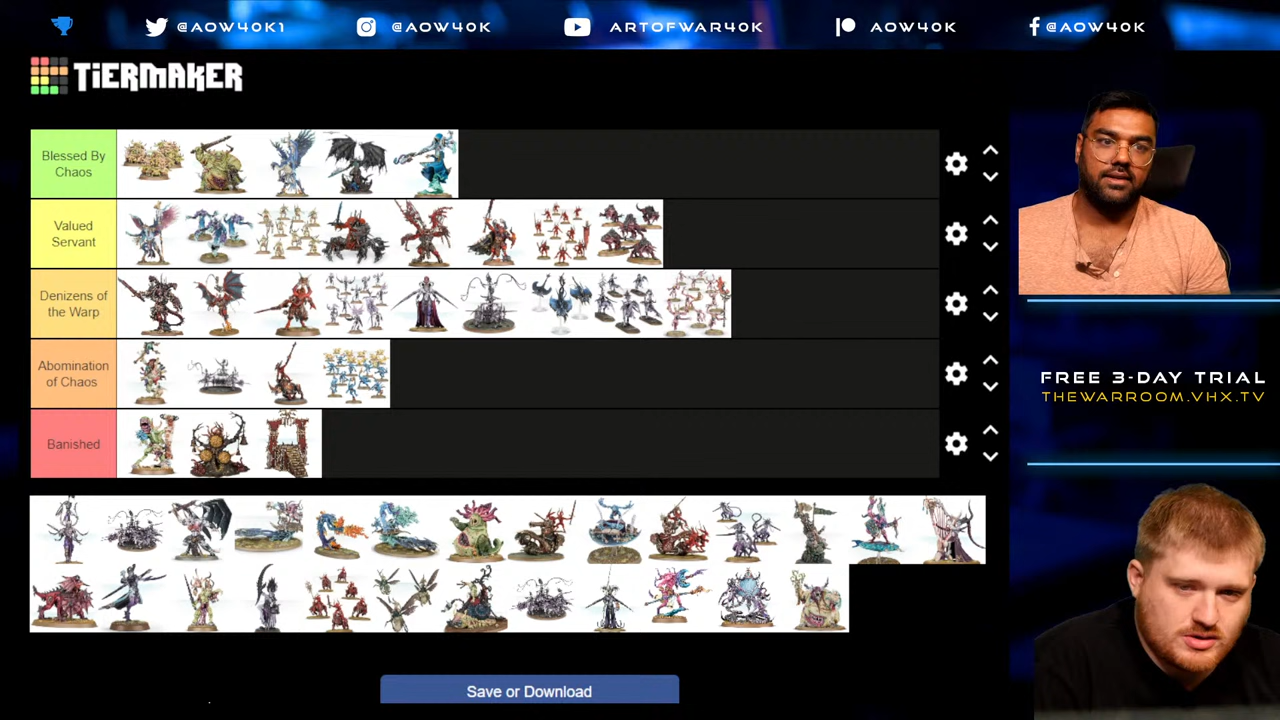 @AOW40K1
@AOW40K
ARTOFWAR40K
AOW40K
@AOW40K
TiERMAKER
Blessed By
Chaos
Valued
Servant
Denizens of
the Warp
Abomination
of Chaos
Banished
FREE 3-DAY TRIAL
THEWARROOM.VHX.TV
Save or Download